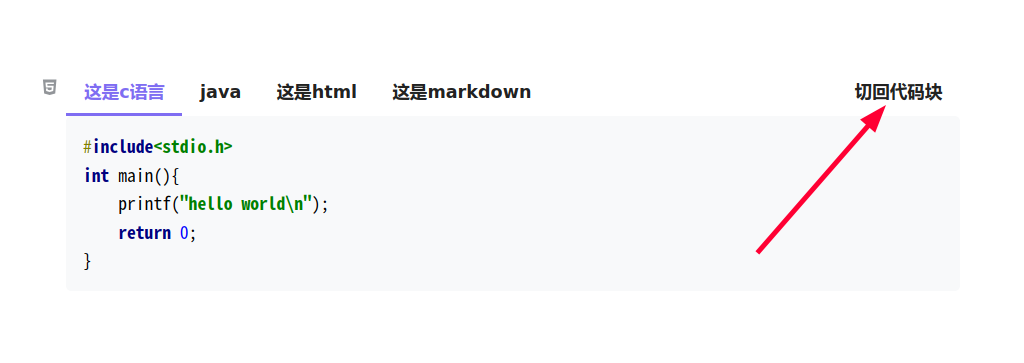 这是c语言 java 这是html 这是markdown 切回代码块
#include<stdio.h>
int main(){
    printf("hello world\n");
    return 0;
}